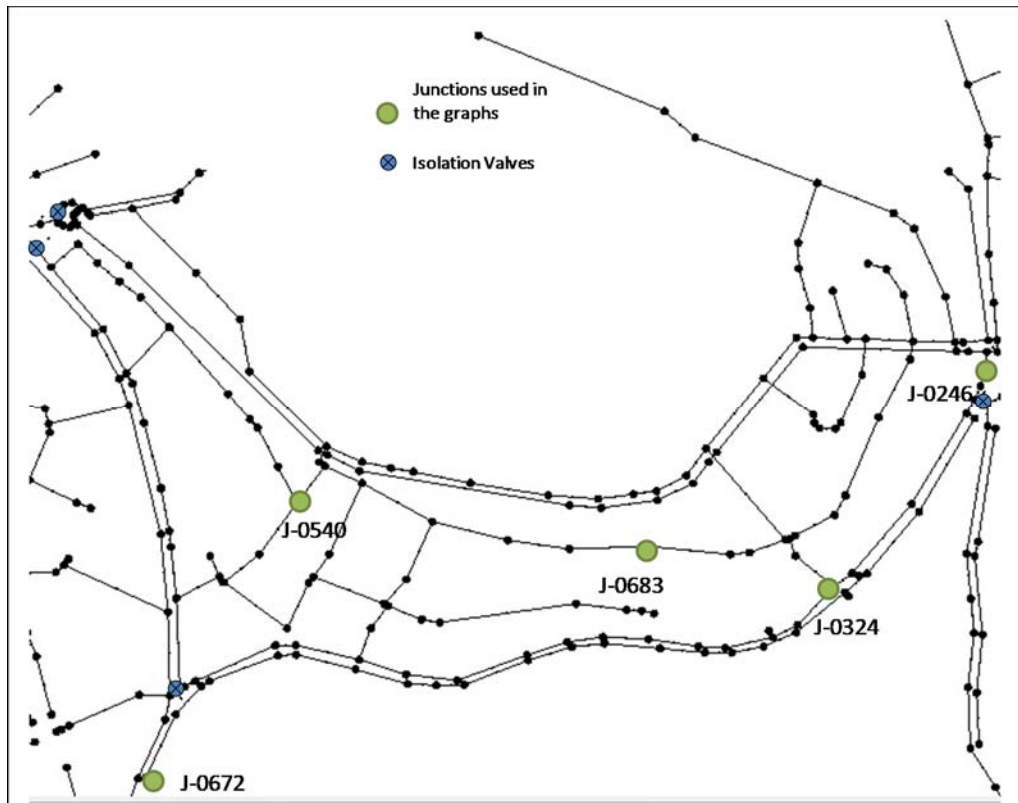 Junctions used in
the graphs
Isolation Valves
J-0246
J-0540
J-0683
J-0324
J-0672